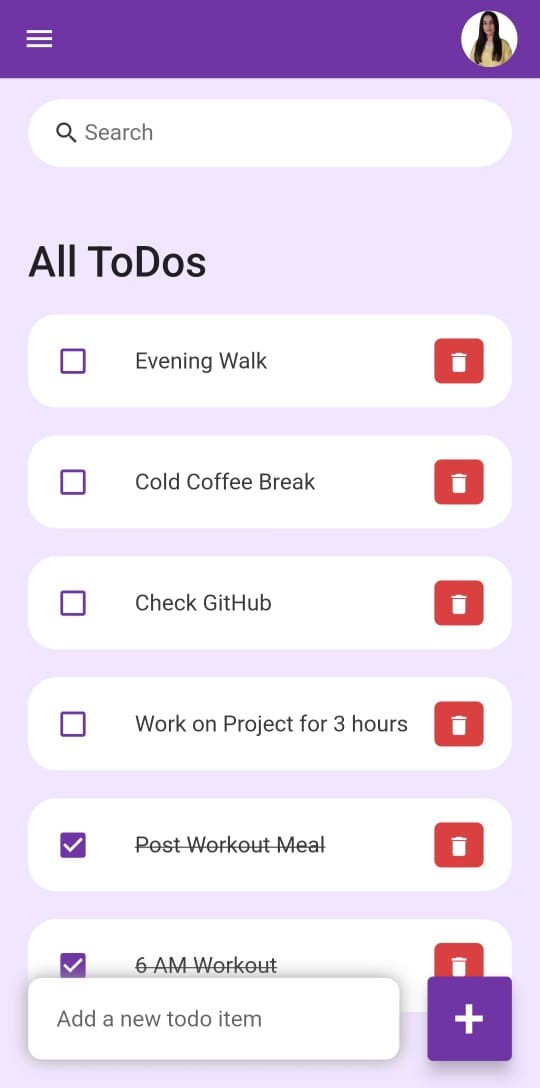 Search
All ToDos
Evening Walk
Cold Coffee Break
Check GitHub
Work on Project for 3 hours
Post Workout Meal
6 AM Workout
Add a new todo item